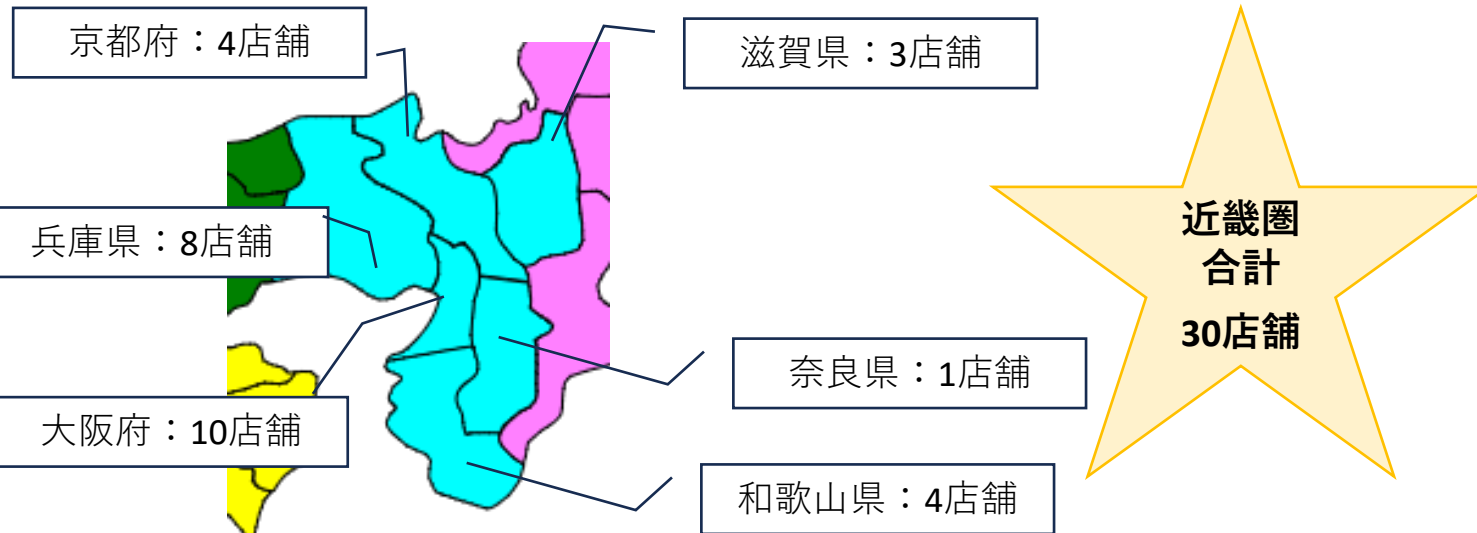 京都府：4店舗
滋賀県：3店舗
兵庫県：8店舗
大阪府：10店舗
奈良県：1店舗
和歌山県：4店舗
近畿圏
合計
30店舗